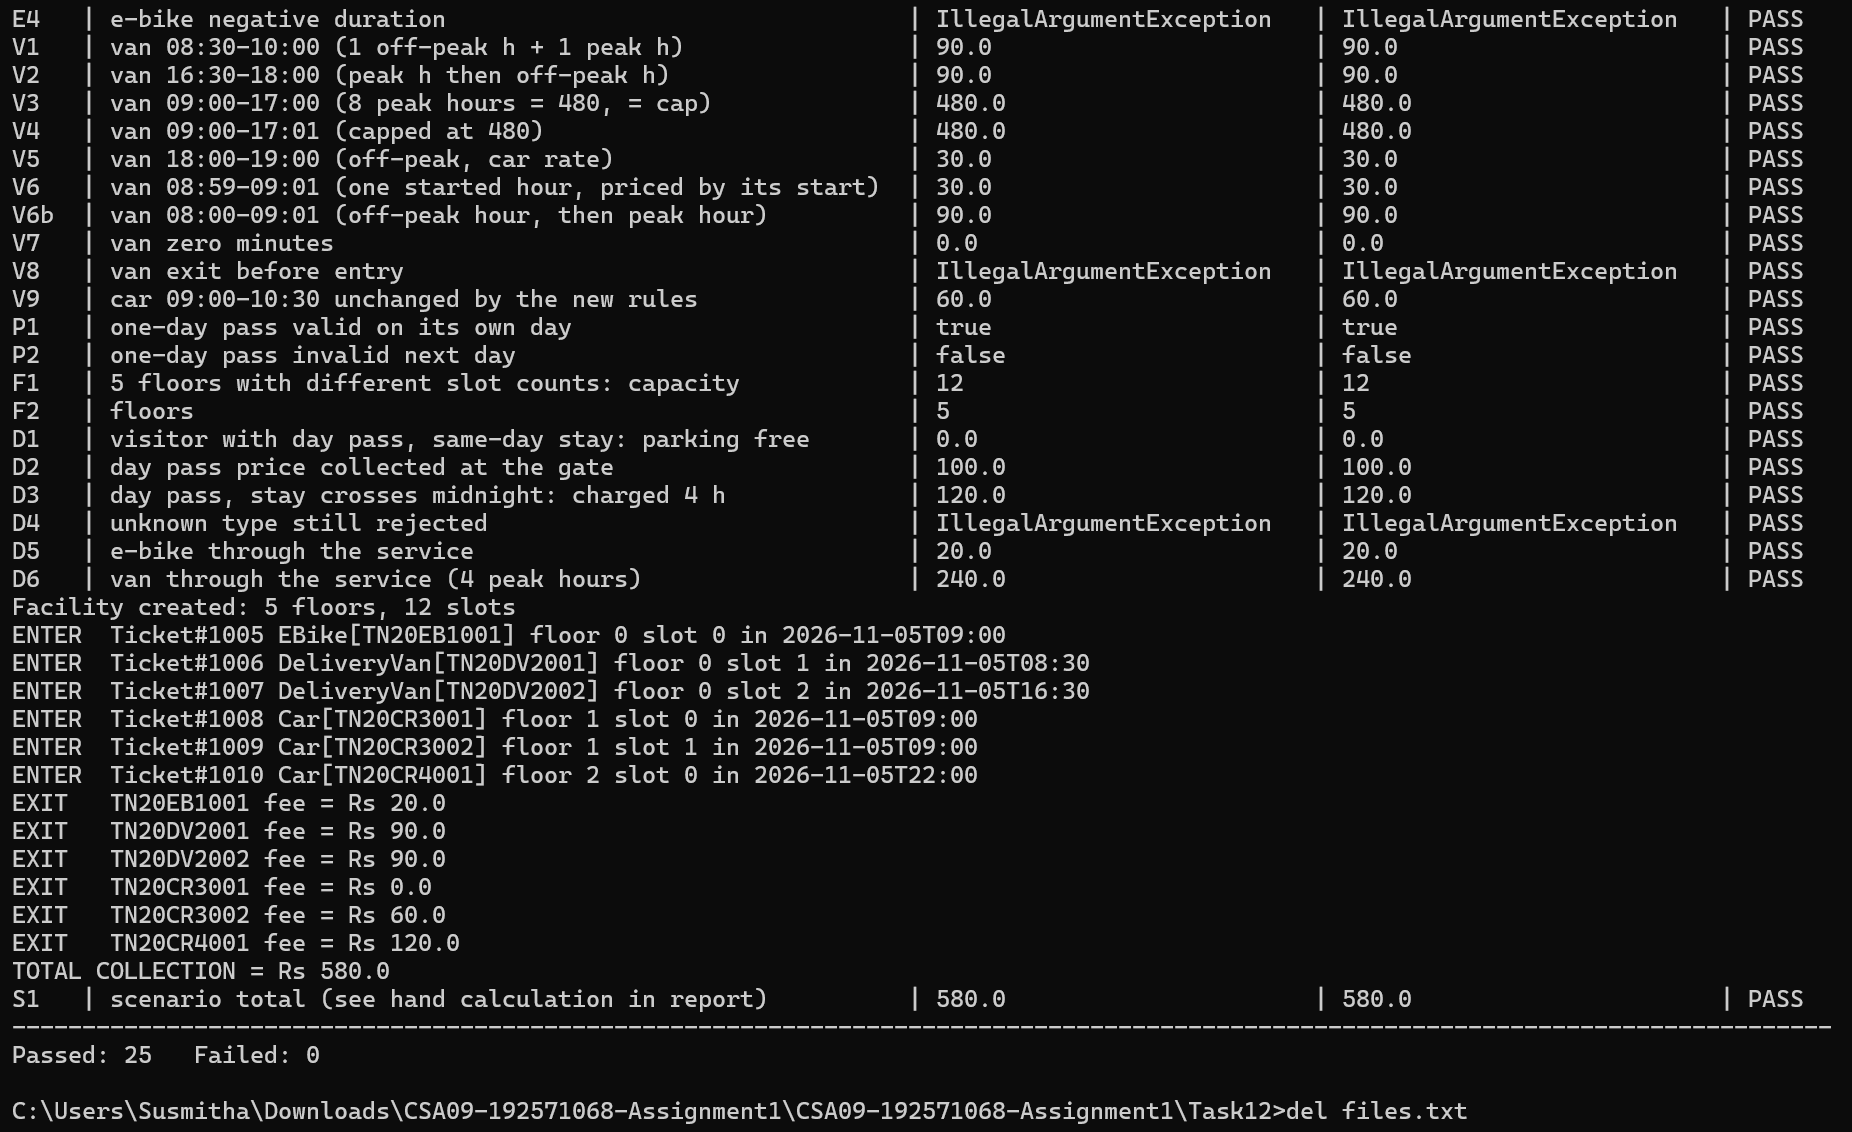 E4   | e-bike negative duration                                 | IllegalArgumentException   | IllegalArgumentException   | PASS
V1   | van 08:30-10:00 (1 off-peak h + 1 peak h)                | 90.0                       | 90.0                       | PASS
V2   | van 16:30-18:00 (peak h then off-peak h)                 | 90.0                       | 90.0                       | PASS
V3   | van 09:00-17:00 (8 peak hours = 480, = cap)              | 480.0                      | 480.0                      | PASS
V4   | van 09:00-17:01 (capped at 480)                          | 480.0                      | 480.0                      | PASS
V5   | van 18:00-19:00 (off-peak, car rate)                     | 30.0                       | 30.0                       | PASS
V6   | van 08:59-09:01 (one started hour, priced by its start)  | 30.0                       | 30.0                       | PASS
V6b  | van 08:00-09:01 (off-peak hour, then peak hour)          | 90.0                       | 90.0                       | PASS
V7   | van zero minutes                                         | 0.0                        | 0.0                        | PASS
V8   | van exit before entry                                    | IllegalArgumentException   | IllegalArgumentException   | PASS
V9   | car 09:00-10:30 unchanged by the new rules               | 60.0                       | 60.0                       | PASS
P1   | one-day pass valid on its own day                        | true                       | true                       | PASS
P2   | one-day pass invalid next day                            | false                      | false                      | PASS
F1   | 5 floors with different slot counts: capacity            | 12                         | 12                         | PASS
F2   | floors                                                   | 5                          | 5                          | PASS
D1   | visitor with day pass, same-day stay: parking free       | 0.0                        | 0.0                        | PASS
D2   | day pass price collected at the gate                     | 100.0                      | 100.0                      | PASS
D3   | day pass, stay crosses midnight: charged 4 h             | 120.0                      | 120.0                      | PASS
D4   | unknown type still rejected                              | IllegalArgumentException   | IllegalArgumentException   | PASS
D5   | e-bike through the service                               | 20.0                       | 20.0                       | PASS
D6   | van through the service (4 peak hours)                   | 240.0                      | 240.0                      | PASS
Facility created: 5 floors, 12 slots
ENTER  Ticket#1005 EBike[TN20EB1001] floor 0 slot 0 in 2026-11-05T09:00
ENTER  Ticket#1006 DeliveryVan[TN20DV2001] floor 0 slot 1 in 2026-11-05T08:30
ENTER  Ticket#1007 DeliveryVan[TN20DV2002] floor 0 slot 2 in 2026-11-05T16:30
ENTER  Ticket#1008 Car[TN20CR3001] floor 1 slot 0 in 2026-11-05T09:00
ENTER  Ticket#1009 Car[TN20CR3002] floor 1 slot 1 in 2026-11-05T09:00
ENTER  Ticket#1010 Car[TN20CR4001] floor 2 slot 0 in 2026-11-05T22:00
EXIT   TN20EB1001 fee = Rs 20.0
EXIT   TN20DV2001 fee = Rs 90.0
EXIT   TN20DV2002 fee = Rs 90.0
EXIT   TN20CR3001 fee = Rs 0.0
EXIT   TN20CR3002 fee = Rs 60.0
EXIT   TN20CR4001 fee = Rs 120.0
TOTAL COLLECTION = Rs 580.0
S1   | scenario total (see hand calculation in report)          | 580.0                      | 580.0                      | PASS
----------------------------------------------------------------------------------------------------------------------------------
Passed: 25   Failed: 0
C:\Users\Susmitha\Downloads\CSA09-192571068-Assignment1\CSA09-192571068-Assignment1\Task12>del files.txt